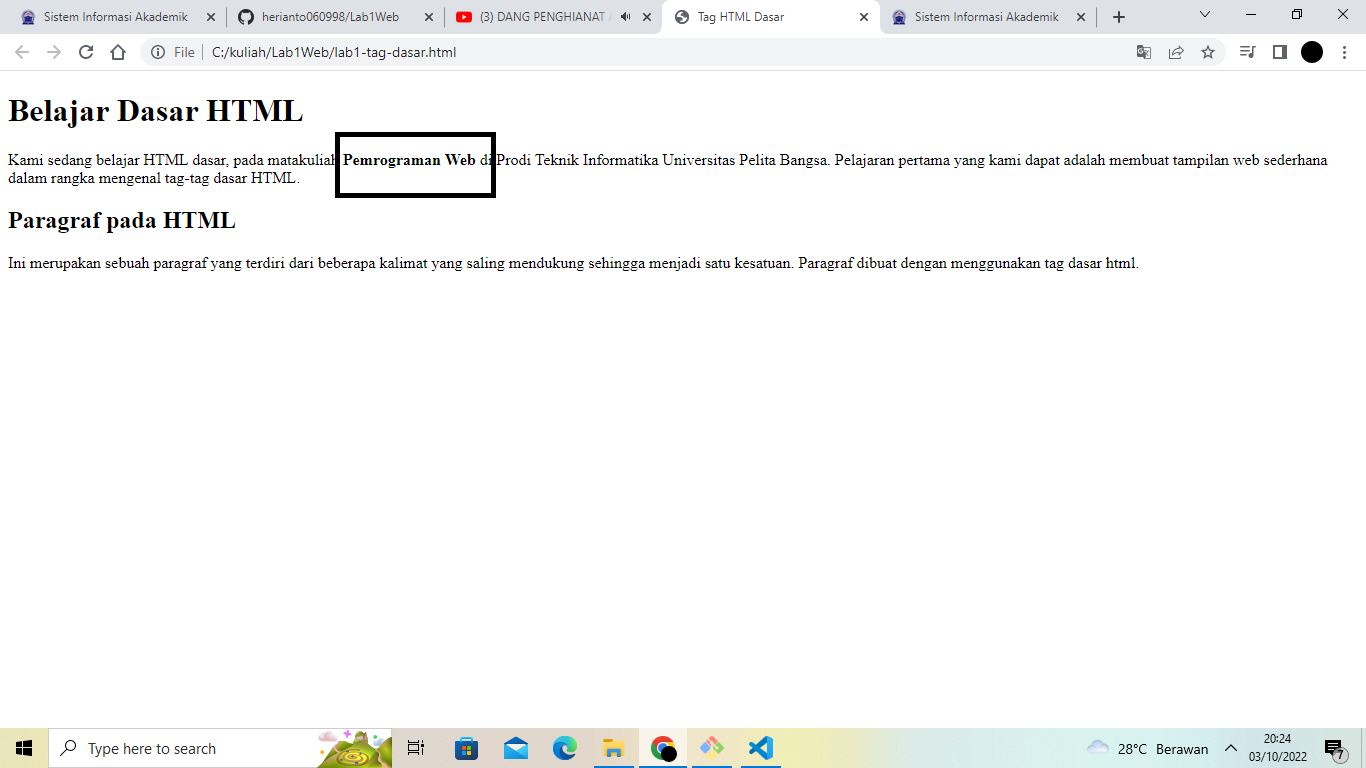 Sistem Informasi Akademik
herianto060998/Lab1Web
(3) DANG PENGHIANAT
Tag HTML Dasar
Sistem Informasi Akademik
File
C:/kuliah/Lab1Web/lab1-tag-dasar.html
Belajar Dasar HTML
Kami sedang belajar HTML dasar, pada matakuliah Pemrograman Web di Prodi Teknik Informatika Universitas Pelita Bangsa. Pelajaran pertama yang kami dapat adalah membuat tampilan web sederhana
dalam rangka mengenal tag-tag dasar HTML.
Paragraf pada HTML
Ini merupakan sebuah paragraf yang terdiri dari beberapa kalimat yang saling mendukung sehingga menjadi satu kesatuan. Paragraf dibuat dengan menggunakan tag dasar html.
Type here to search
28°C Berawan
20:24
03/10/2022
7